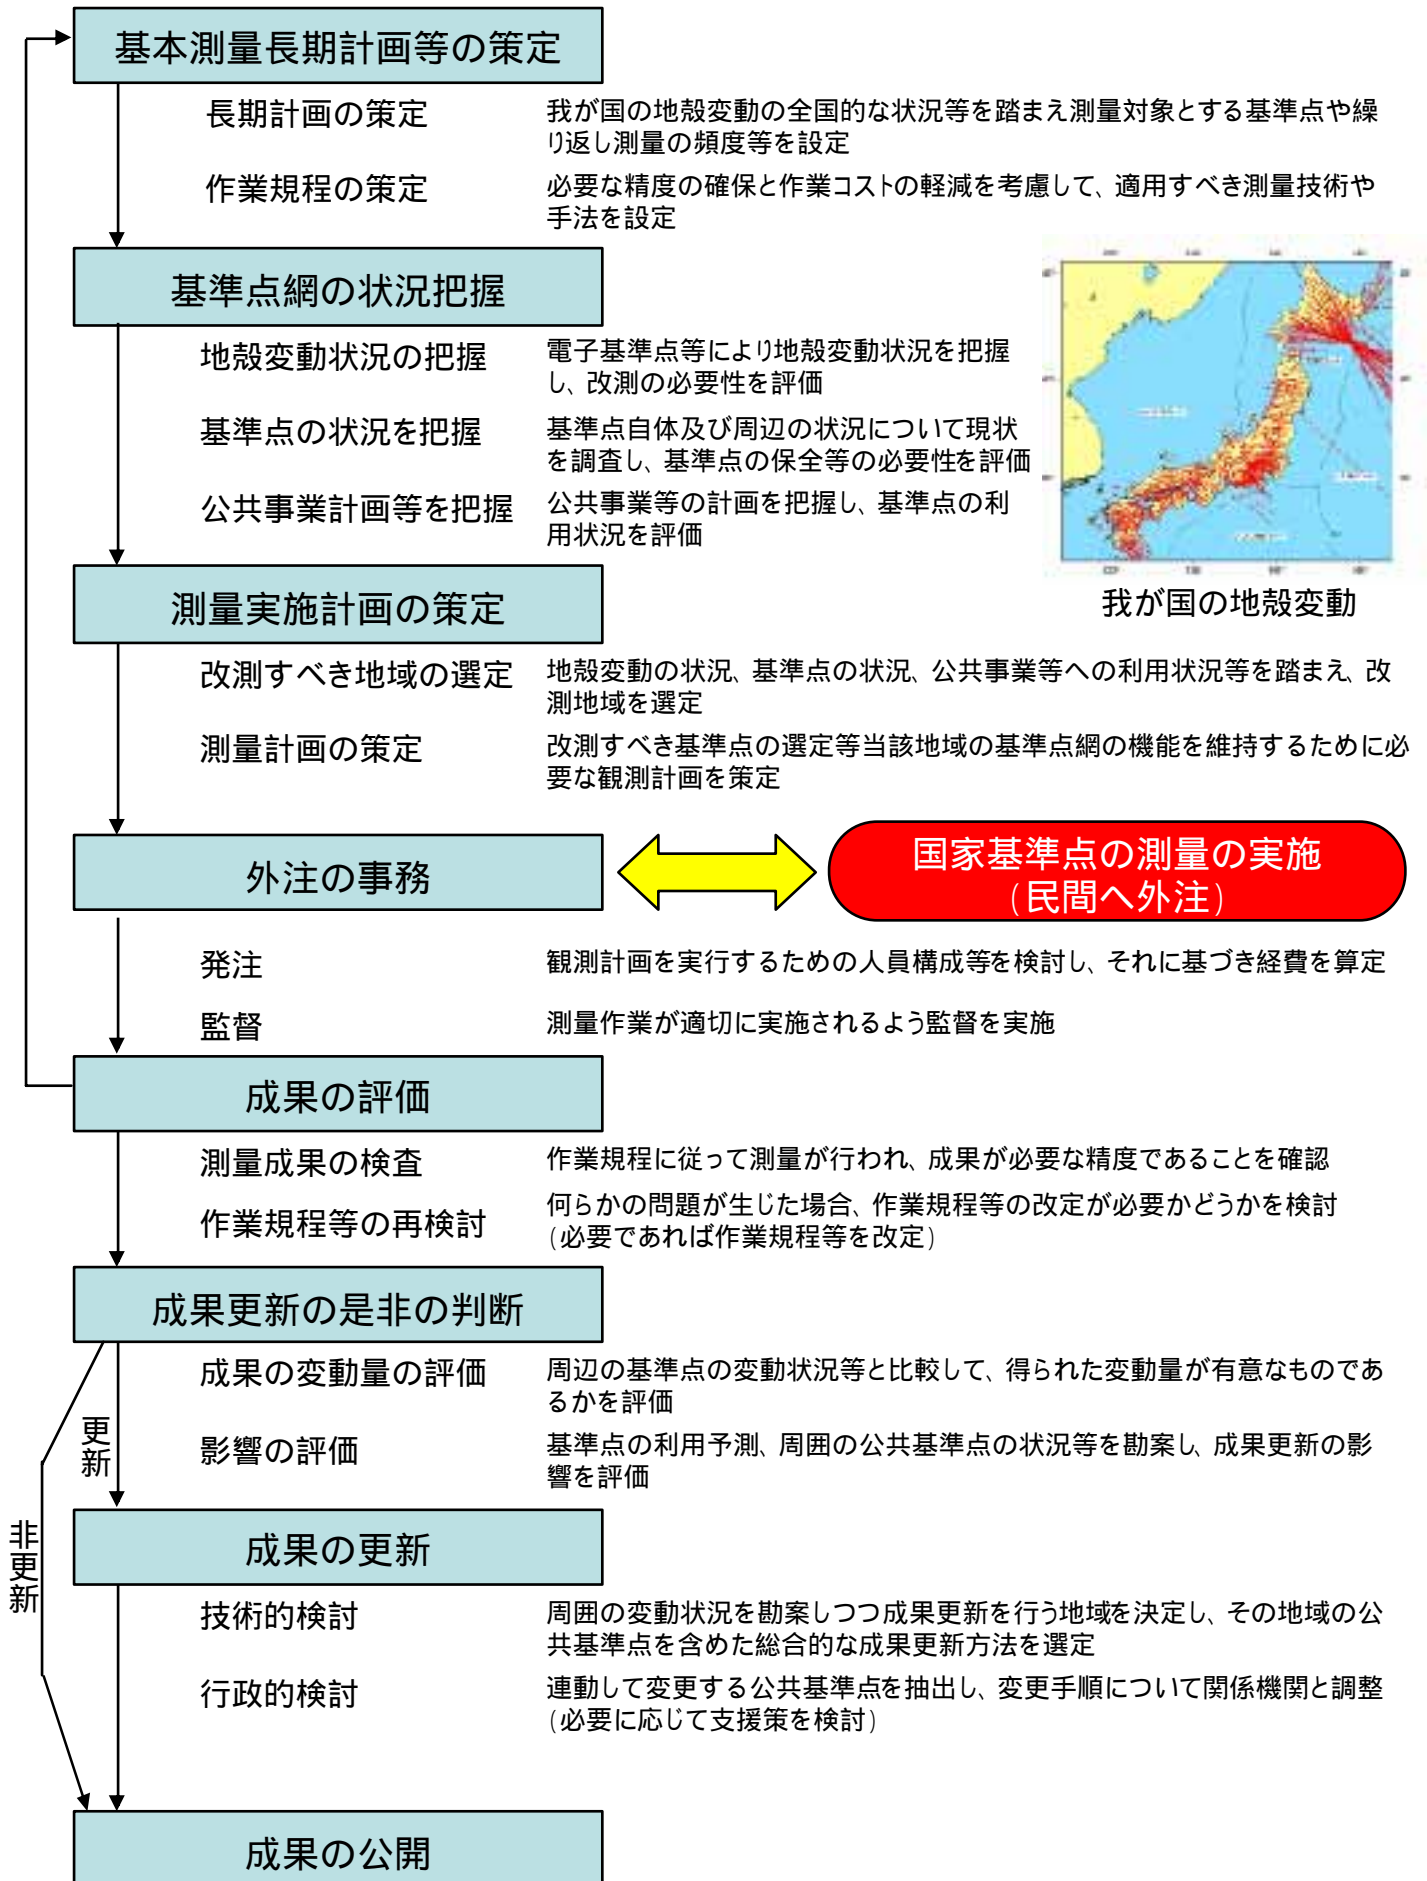 基本測量長期計画等の策定
長期計画の策定
我が国の地殻変動の全国的な状況等を踏まえ測量対象とする基準点や繰
り返し測量の頻度等を設定
作業規程の策定
必要な精度の確保と作業コストの軽減を考慮して、適用すべき測量技術や
手法を設定
基準点網の状況把握
地殻変動状況の把握
電子基準点等により地殻変動状況を把握
し、改測の必要性を評価
基準点の状況を把握
基準点自体及び周辺の状況について現状
を調査し、基準点の保全等の必要性を評価
公共事業計画等を把握
公共事業等の計画を把握し、基準点の利
用状況を評価
我が国の地殻変動
測量実施計画の策定
改測すべき地域の選定
地殻変動の状況、基準点の状況、公共事業等への利用状況等を踏まえ、改
測地域を選定
測量計画の策定
改測すべき基準点の選定等当該地域の基準点網の機能を維持するために必
要な観測計画を策定
外注の事務
国家基準点の測量の実施
(民間へ外注)
発注
観測計画を実行するための人員構成等を検討し、それに基づき経費を算定
監督
測量作業が適切に実施されるよう監督を実施
成果の評価
測量成果の検査
作業規程に従って測量が行われ、成果が必要な精度であることを確認
作業規程等の再検討
何らかの問題が生じた場合、作業規程等の改定が必要かどうかを検討
(必要であれば作業規程等を改定)
成果更新の是非の判断
成果の変動量の評価
周辺の基準点の変動状況等と比較して、得られた変動量が有意なものであ
るかを評価
更新
影響の評価
基準点の利用予測、周囲の公共基準点の状況等を勘案し、成果更新の影
響を評価
非更新
成果の更新
技術的検討
周囲の変動状況を勘案しつつ成果更新を行う地域を決定し、その地域の公
共基準点を含めた総合的な成果更新方法を選定
行政的検討
連動して変更する公共基準点を抽出し、変更手順について関係機関と調整
(必要に応じて支援策を検討)
成果の公開